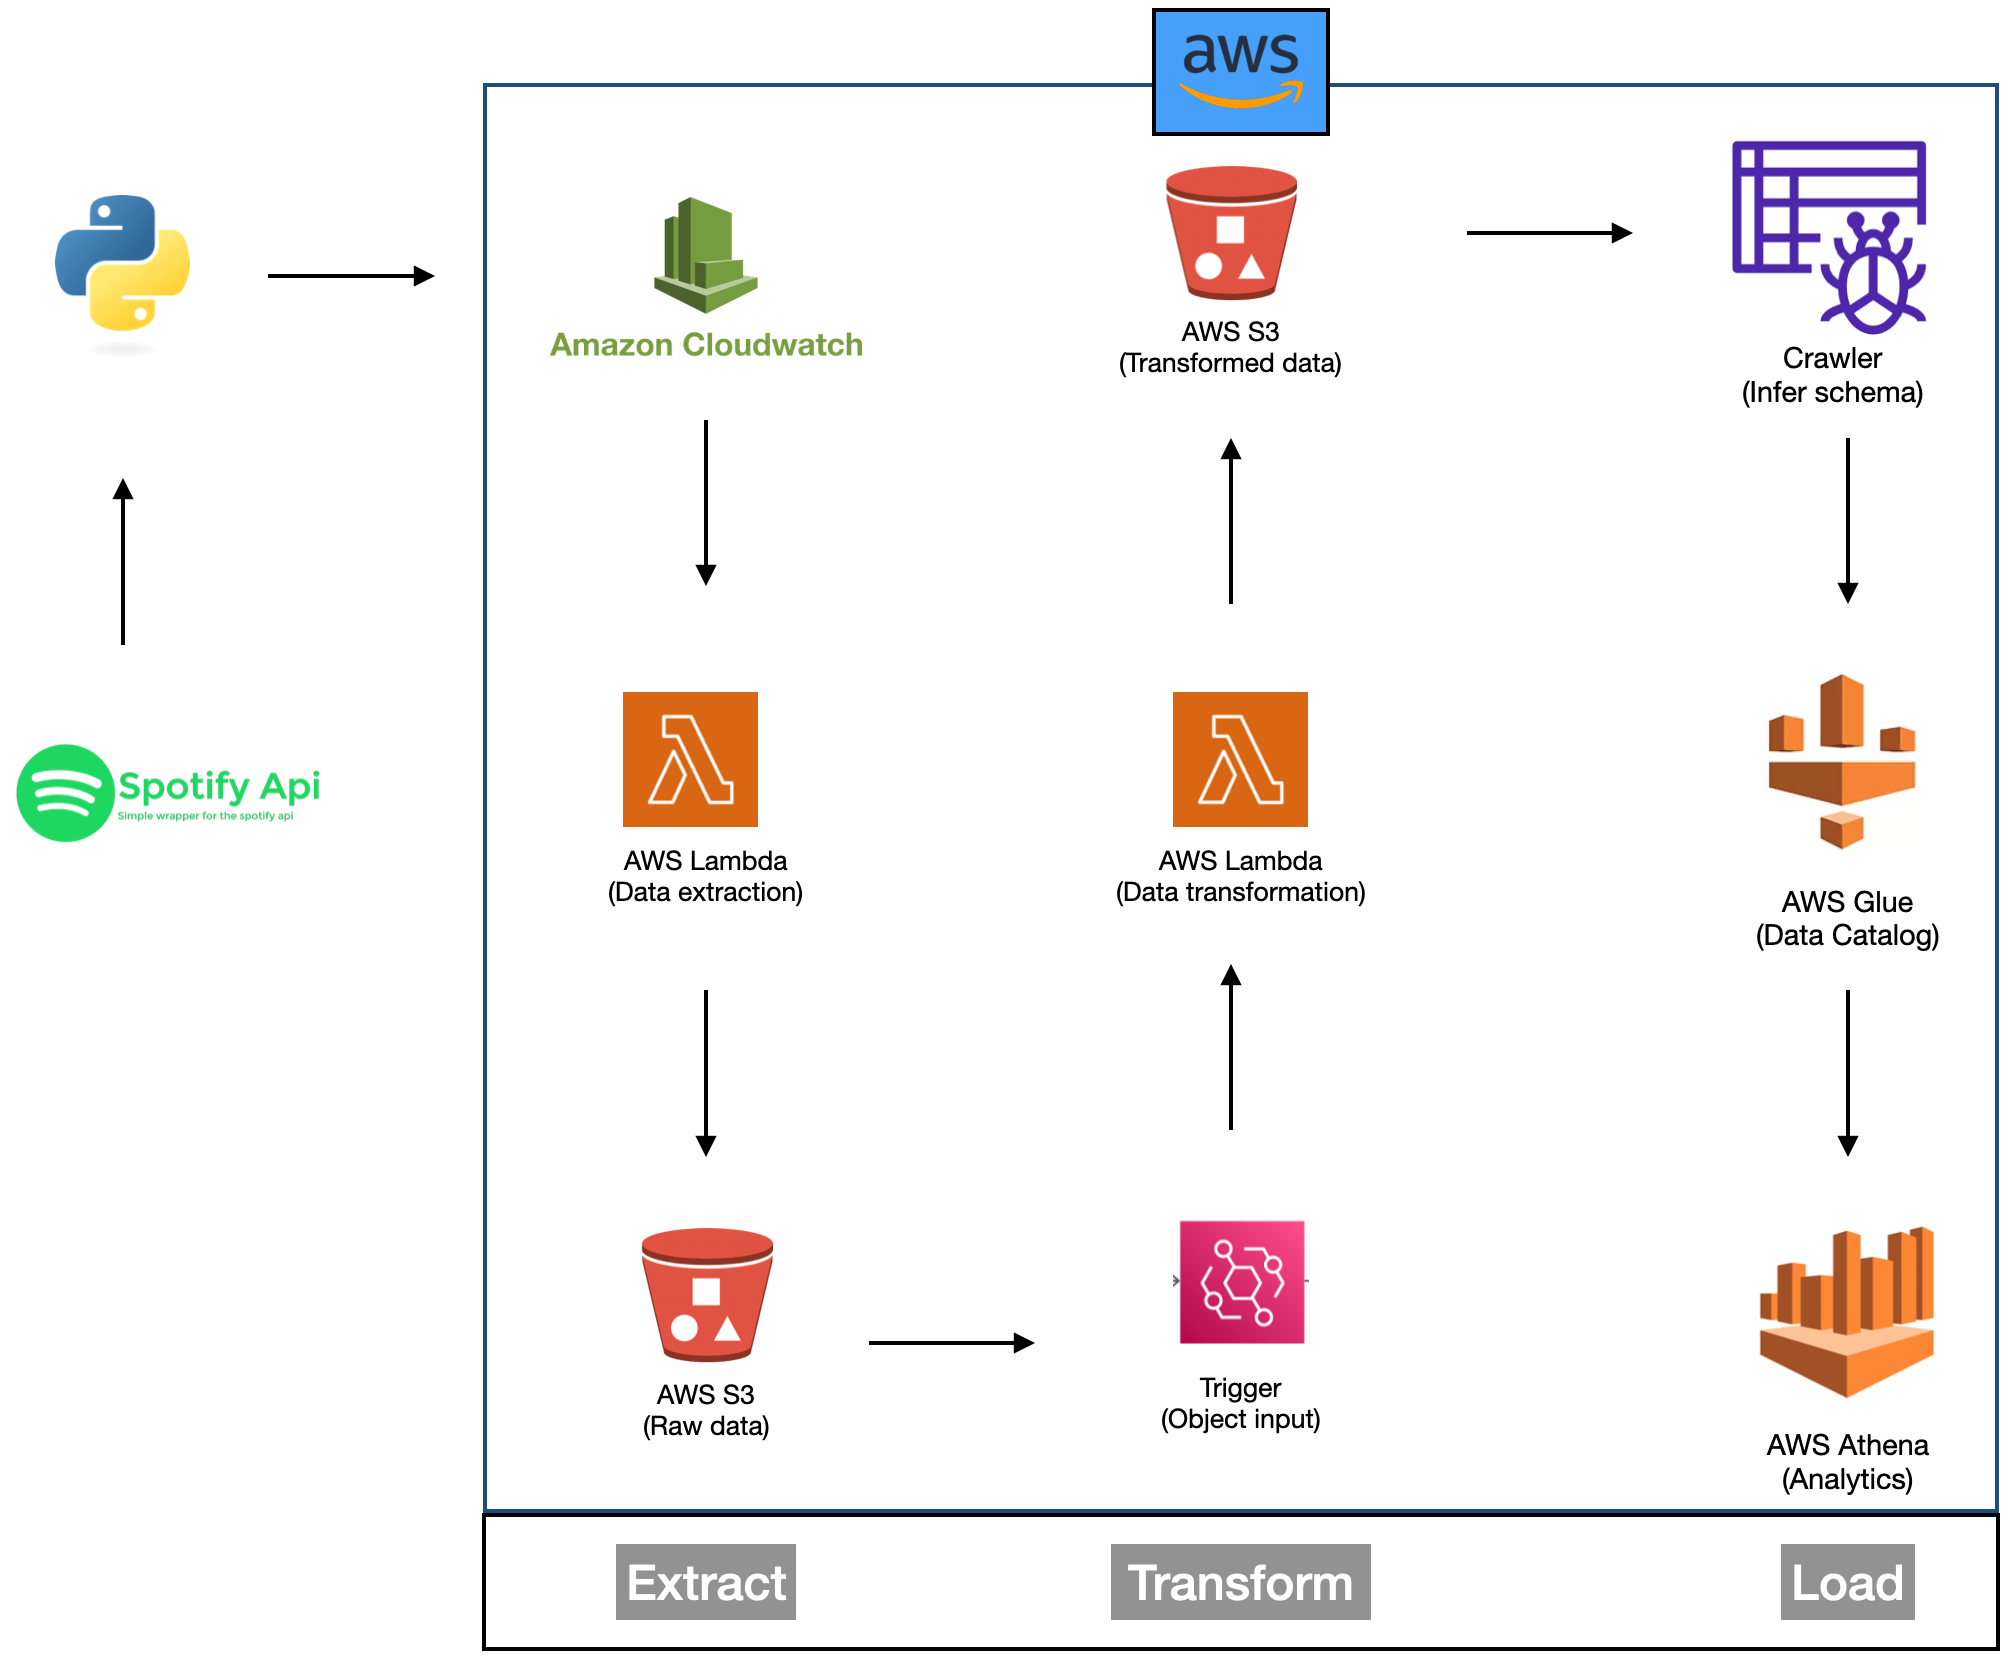 aws
Amazon Cloudwatch
AWS S3
(Transformed data)
Crawler
(Infer schema)
Spotify Api
Simple wrapper for the spotify api
AWS Lambda
(Data extraction)
AWS Lambda
(Data transformation)
AWS Glue
(Data Catalog)
AWS S3
(Raw data)
Trigger
(Object input)
AWS Athena
(Analytics)
Extract
Transform
Load